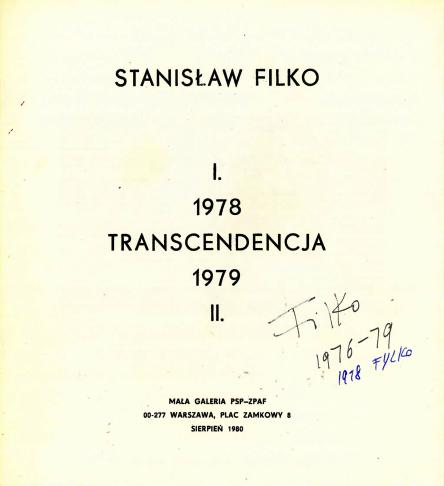 STANISŁAW FILKO
I.
1978
TRANSCENDENCJA
1979
II.
Filko
1976-79
1978 FYLKO
MAŁA GALERIA PSP-ZPAF
00-277 WARSZAWA, PLAC ZAMKOWY 8
SIERPIEŃ 1980